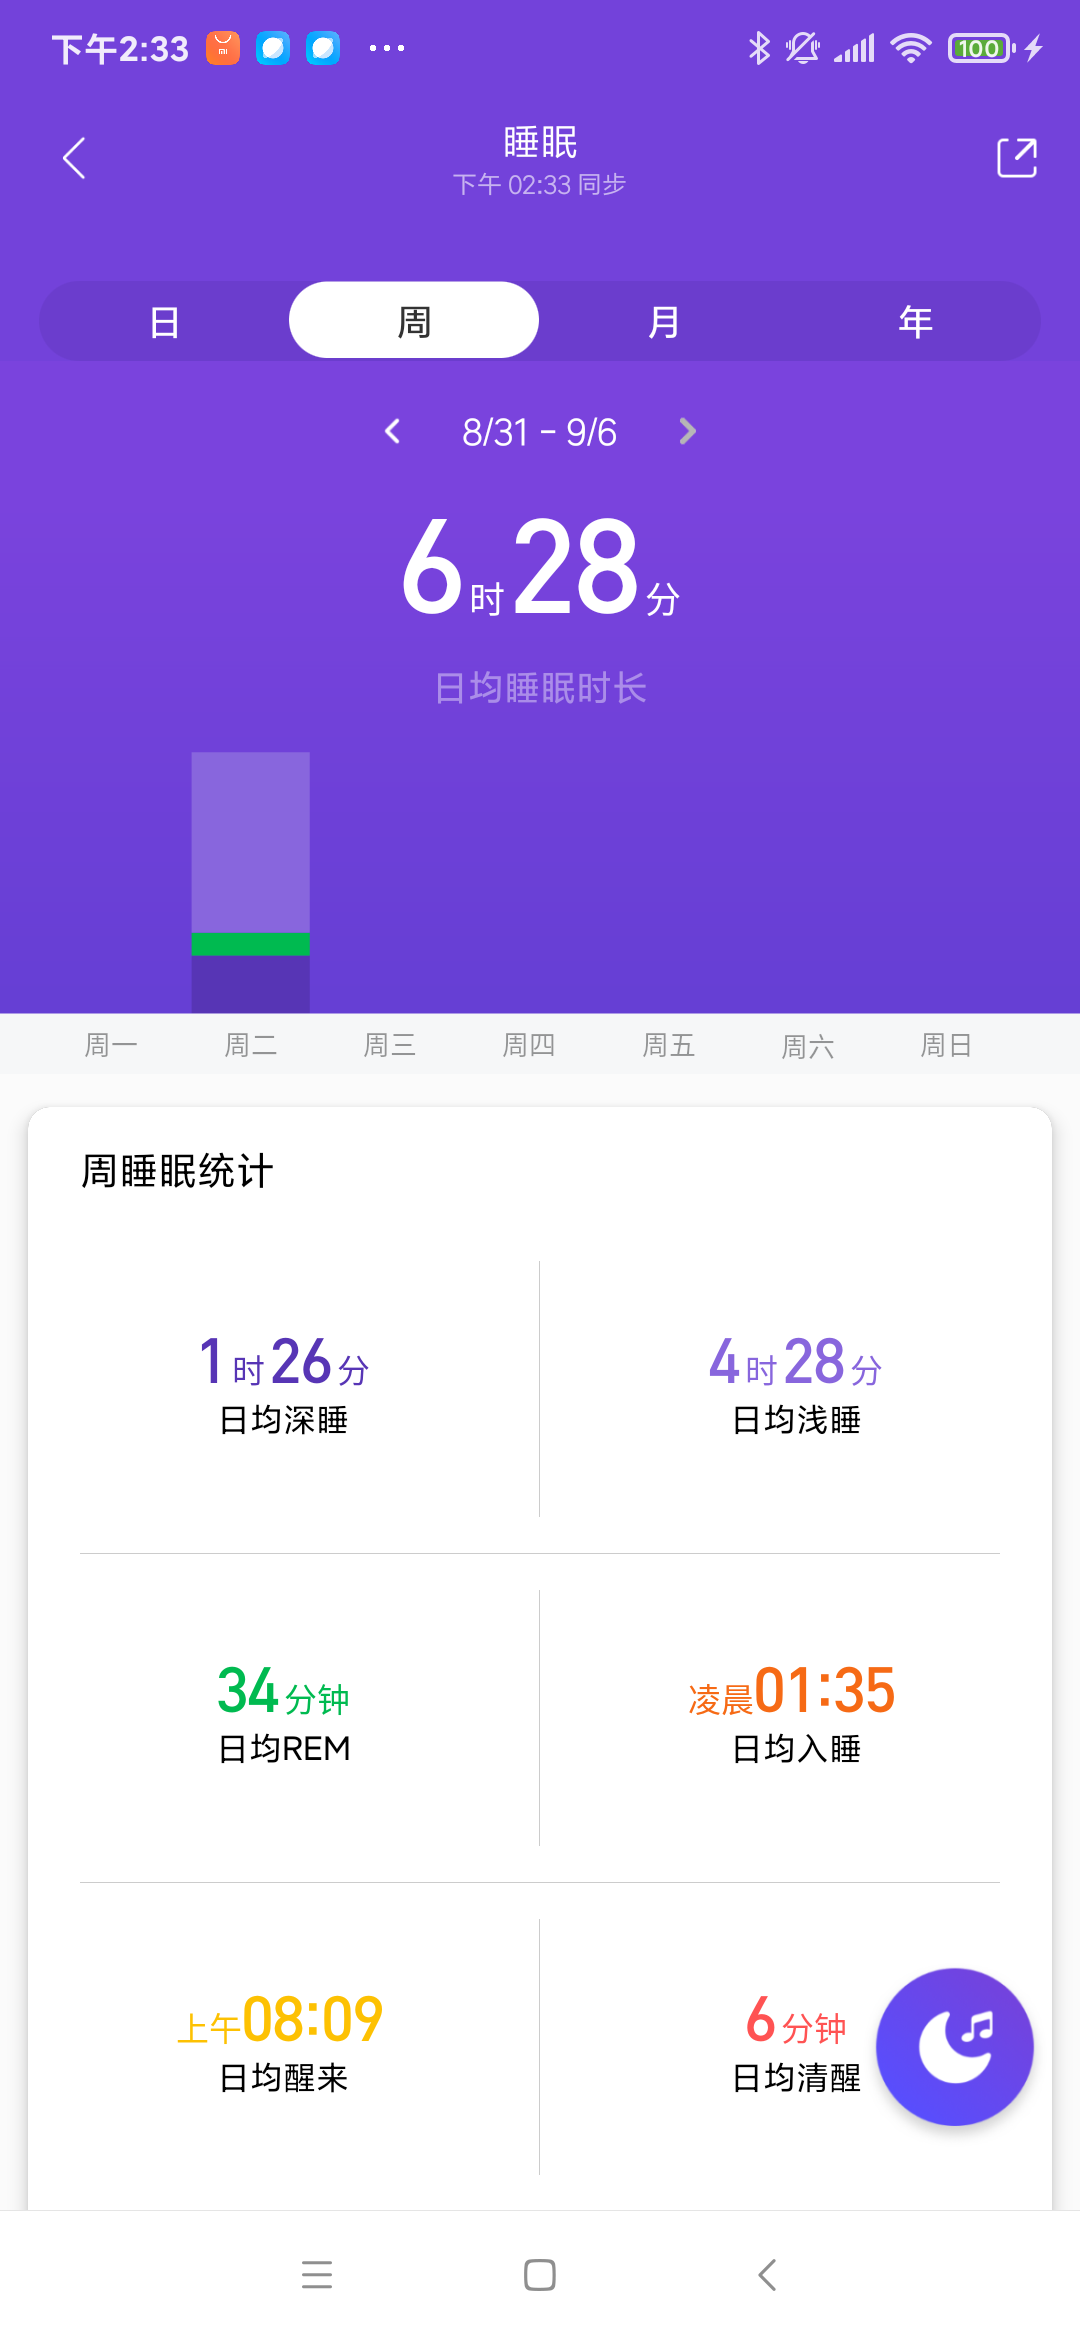 下午2:33
100
睡眠
下午 02:33 同步
日 周 月 年
8/31 - 9/6
6时28分
日均睡眠时长
周一 周二 周三 周四 周五 周六 周日
周睡眠统计
1时26分 4时28分
日均深睡 日均浅睡
34分钟 凌晨01:35
日均REM 日均入睡
上午08:09 6分钟
日均醒来 日均清醒